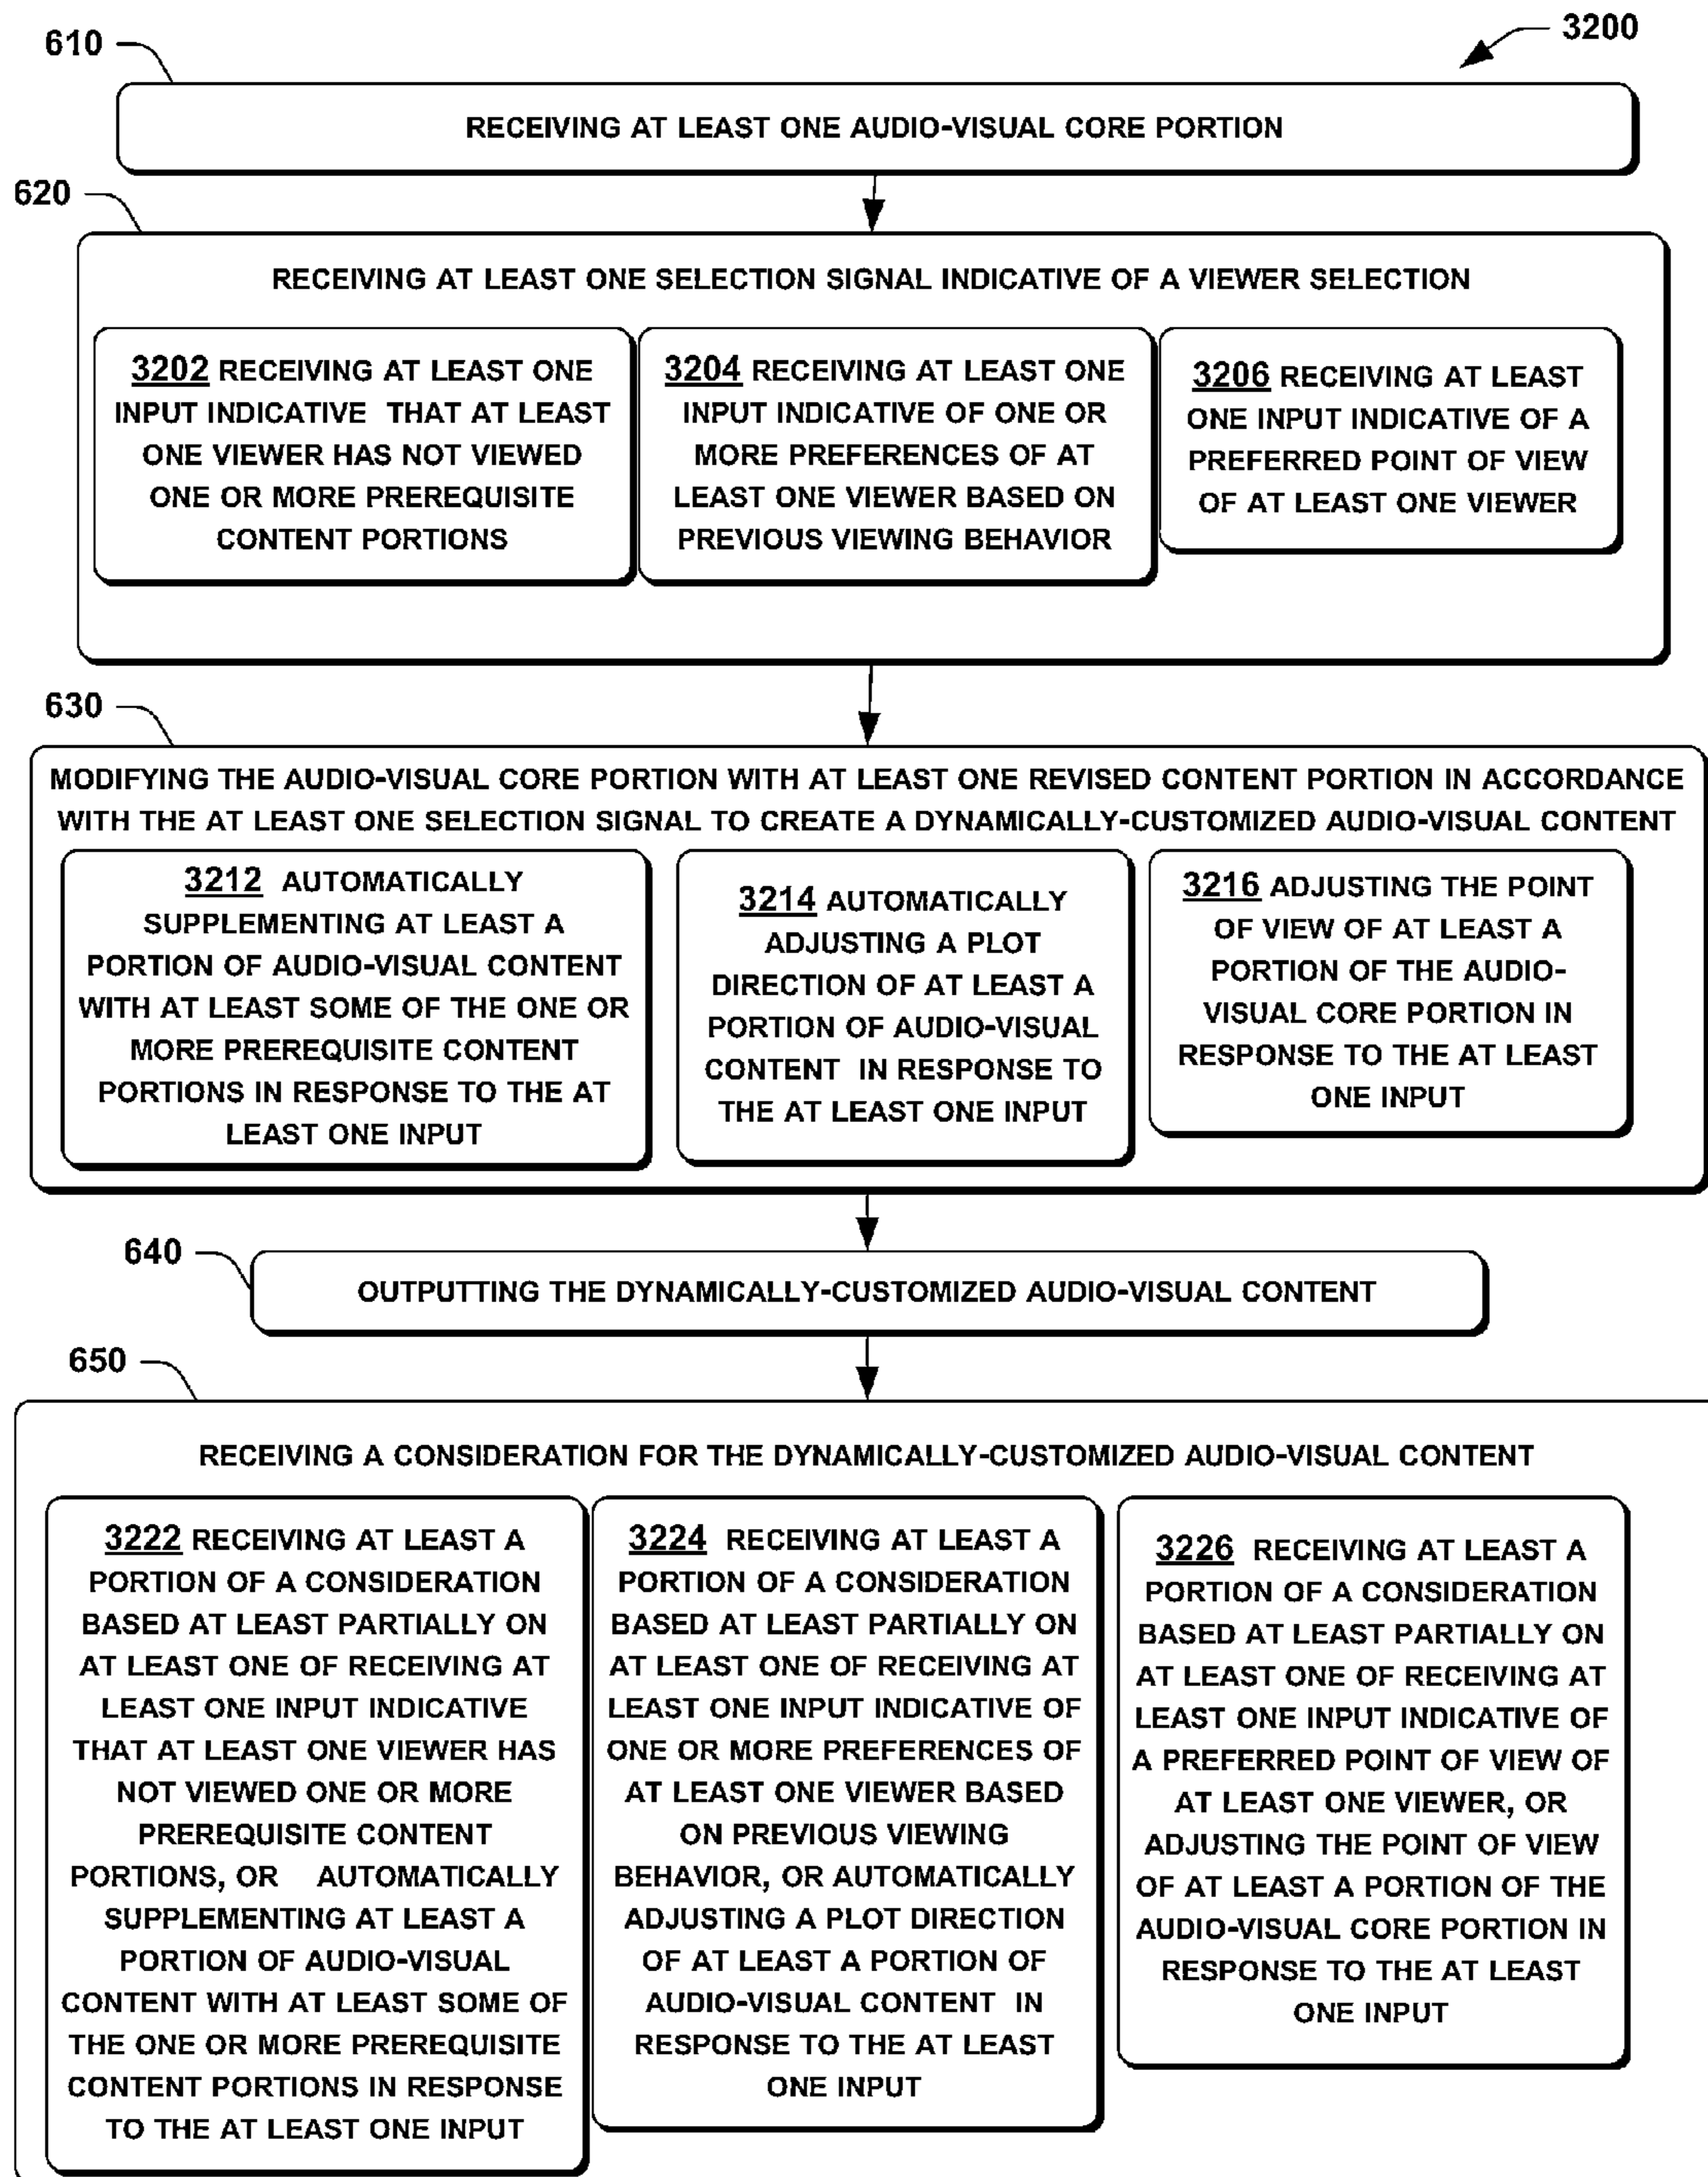 610
3200
RECEIVING AT LEAST ONE AUDIO-VISUAL CORE PORTION
620
RECEIVING AT LEAST ONE SELECTION SIGNAL INDICATIVE OF A VIEWER SELECTION
3202 RECEIVING AT LEAST ONE
INPUT INDICATIVE THAT AT LEAST
ONE VIEWER HAS NOT VIEWED
ONE OR MORE PREREQUISITE
CONTENT PORTIONS
3204 RECEIVING AT LEAST ONE
INPUT INDICATIVE OF ONE OR
MORE PREFERENCES OF AT
LEAST ONE VIEWER BASED ON
PREVIOUS VIEWING BEHAVIOR
3206 RECEIVING AT LEAST
ONE INPUT INDICATIVE OF A
PREFERRED POINT OF VIEW
OF AT LEAST ONE VIEWER
630
MODIFYING THE AUDIO-VISUAL CORE PORTION WITH AT LEAST ONE REVISED CONTENT PORTION IN ACCORDANCE
WITH THE AT LEAST ONE SELECTION SIGNAL TO CREATE A DYNAMICALLY-CUSTOMIZED AUDIO-VISUAL CONTENT
3212 AUTOMATICALLY
SUPPLEMENTING AT LEAST A
PORTION OF AUDIO-VISUAL CONTENT
WITH AT LEAST SOME OF THE ONE OR
MORE PREREQUISITE CONTENT
PORTIONS IN RESPONSE TO THE AT
LEAST ONE INPUT
3214 AUTOMATICALLY
ADJUSTING A PLOT
DIRECTION OF AT LEAST A
PORTION OF AUDIO-VISUAL
CONTENT IN RESPONSE TO
THE AT LEAST ONE INPUT
3216 ADJUSTING THE POINT
OF VIEW OF AT LEAST A
PORTION OF THE AUDIO-
VISUAL CORE PORTION IN
RESPONSE TO THE AT LEAST
ONE INPUT
640
OUTPUTTING THE DYNAMICALLY-CUSTOMIZED AUDIO-VISUAL CONTENT
650
RECEIVING A CONSIDERATION FOR THE DYNAMICALLY-CUSTOMIZED AUDIO-VISUAL CONTENT
3222 RECEIVING AT LEAST A
PORTION OF A CONSIDERATION
BASED AT LEAST PARTIALLY ON
AT LEAST ONE OF RECEIVING AT
LEAST ONE INPUT INDICATIVE
THAT AT LEAST ONE VIEWER HAS
NOT VIEWED ONE OR MORE
PREREQUISITE CONTENT
PORTIONS, OR AUTOMATICALLY
SUPPLEMENTING AT LEAST A
PORTION OF AUDIO-VISUAL
CONTENT WITH AT LEAST SOME OF
THE ONE OR MORE PREREQUISITE
CONTENT PORTIONS IN RESPONSE
TO THE AT LEAST ONE INPUT
3224 RECEIVING AT LEAST A
PORTION OF A CONSIDERATION
BASED AT LEAST PARTIALLY ON
AT LEAST ONE OF RECEIVING AT
LEAST ONE INPUT INDICATIVE OF
ONE OR MORE PREFERENCES OF
AT LEAST ONE VIEWER BASED
ON PREVIOUS VIEWING
BEHAVIOR, OR AUTOMATICALLY
ADJUSTING A PLOT DIRECTION
OF AT LEAST A PORTION OF
AUDIO-VISUAL CONTENT IN
RESPONSE TO THE AT LEAST
ONE INPUT
3226 RECEIVING AT LEAST A
PORTION OF A CONSIDERATION
BASED AT LEAST PARTIALLY ON
AT LEAST ONE OF RECEIVING AT
LEAST ONE INPUT INDICATIVE OF
A PREFERRED POINT OF VIEW OF
AT LEAST ONE VIEWER, OR
ADJUSTING THE POINT OF VIEW
OF AT LEAST A PORTION OF THE
AUDIO-VISUAL CORE PORTION IN
RESPONSE TO THE AT LEAST
ONE INPUT